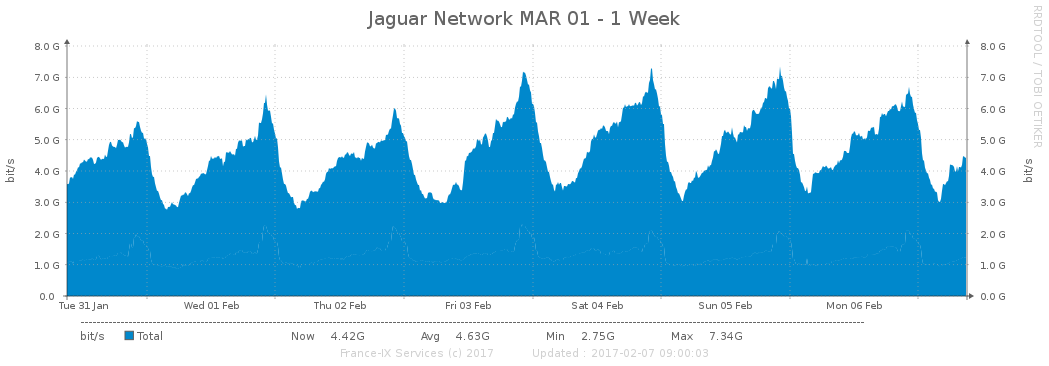 Jaguar Network MAR 01 - 1 Week
RRDTOOL / TOBI OETIKER
bit/s
8.0 G 8.0 G
7.0 G 7.0 G
6.0 G 6.0 G
5.0 G 5.0 G
4.0 G 4.0 G
3.0 G 3.0 G
2.0 G 2.0 G
1.0 G 1.0 G
0.0 0.0 G
bit/s
Tue 31 Jan Wed 01 Feb Thu 02 Feb Fri 03 Feb Sat 04 Feb Sun 05 Feb Mon 06 Feb
bit/s Total Now 4.42G Avg 4.63G Min 2.75G Max 7.34G
France-IX Services (c) 2017 Updated : 2017-02-07 09:00:03